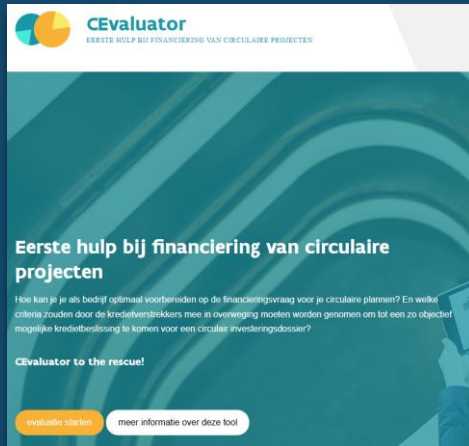 CEvaluator
EERSTE HULP BIJ FINANCIERING VAN CIRCULAIRE PROJECTEN
Eerste hulp bij financiering van circulaire
projecten
Hoe kan je je als bedrijf optimaal voorbereiden op de financieringsvraag voor je circulaire plannen? En welke
criteria zouden door de kredietverstrekkers mee in overweging moeten worden genomen om tot een zo objectief
mogelijke kredietbeslissing te komen voor een circulair investeringsdossier?
CEvaluator to the rescue!
evaluatie starten
meer informatie over deze tool